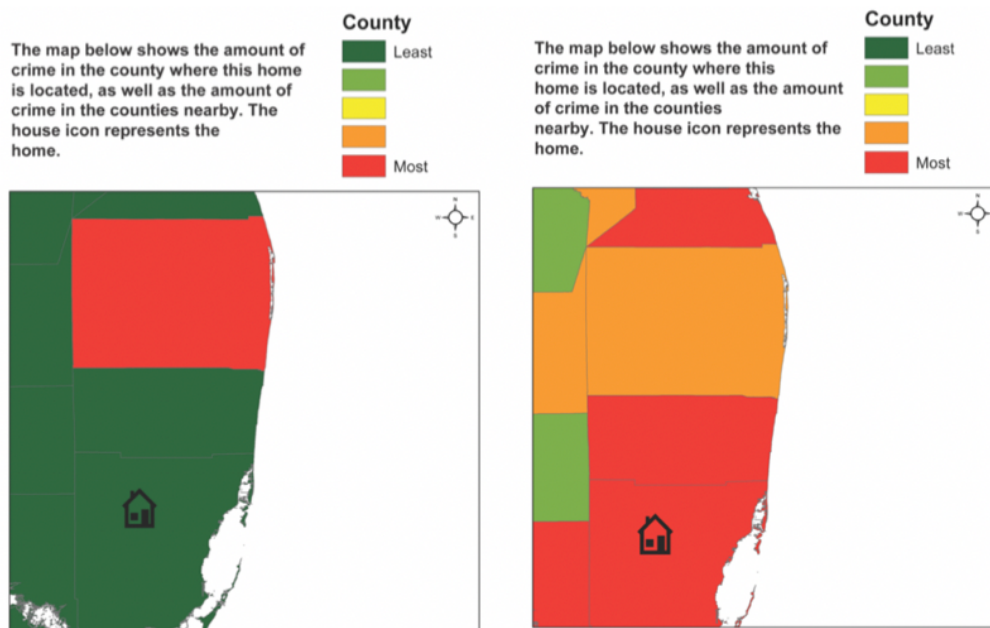 The map below shows the amount of
crime in the county where this home
is located, as well as the amount of
crime in the counties nearby. The
house icon represents the
home.
County
Least
Most
N
W E
S
The map below shows the amount of
crime in the county where this
home is located, as well as the amount
of crime in the counties
nearby. The house icon represents the
home.
County
Least
Most
N
W E
S